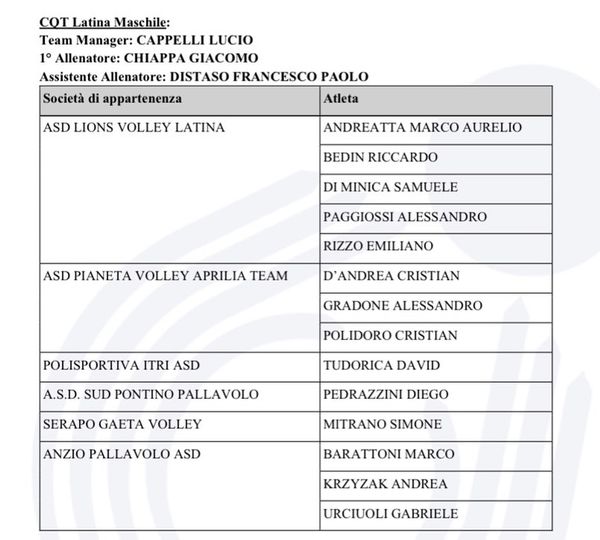 CQT Latina Maschile:
Team Manager: CAPPELLI LUCIO
1° Allenatore: CHIAPPA GIACOMO
Assistente Allenatore: DISTASO FRANCESCO PAOLO
Società di appartenenza Atleta
ASD LIONS VOLLEY LATINA ANDREATTA MARCO AURELIO
BEDIN RICCARDO
DI MINICA SAMUELE
PAGGIOSSI ALESSANDRO
RIZZO EMILIANO
ASD PIANETA VOLLEY APRILIA TEAM D'ANDREA CRISTIAN
GRADONE ALESSANDRO
POLIDORO CRISTIAN
POLISPORTIVA ITRI ASD TUDORICA DAVID
A.S.D. SUD PONTINO PALLAVOLO PEDRAZZINI DIEGO
SERAPO GAETA VOLLEY MITRANO SIMONE
ANZIO PALLAVOLO ASD BARATTONI MARCO
KRZYZAK ANDREA
URCIUOLI GABRIELE